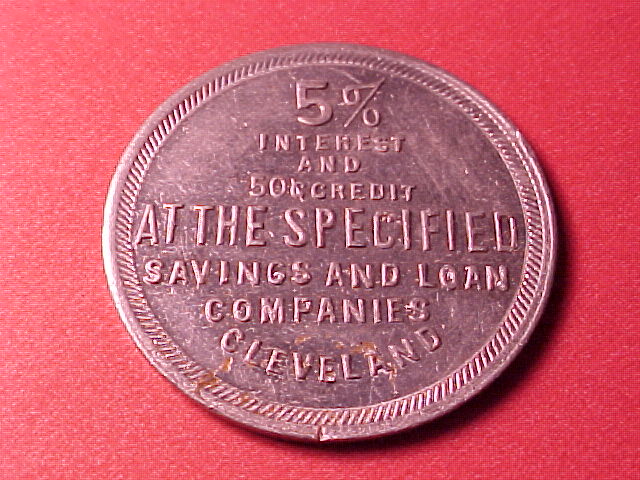 5%
INTEREST
AND
50¢ CREDIT
AT THE SPECIFIED
SAVINGS AND LOAN
COMPANIES
CLEVELAND